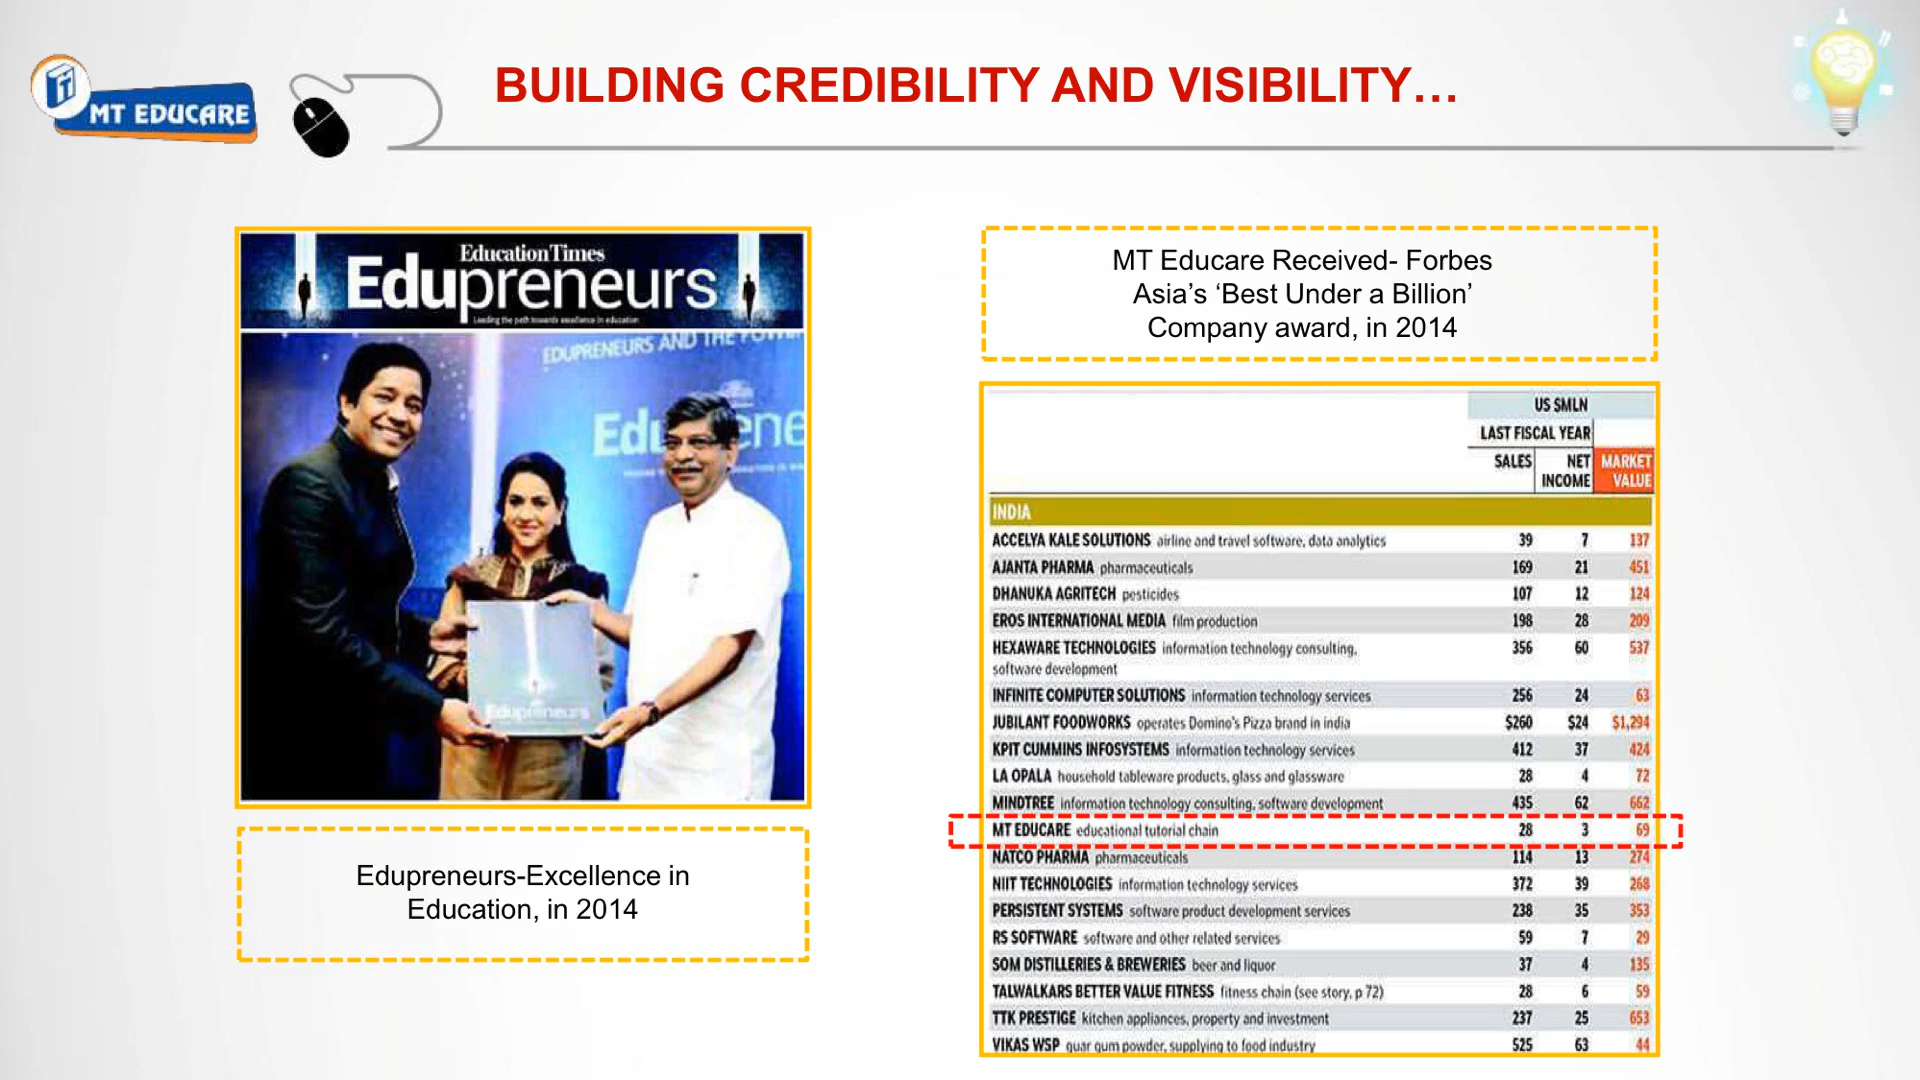 MT EDUCARE
BUILDING CREDIBILITY AND VISIBILITY…
Education Times
Edupreneurs
Leading the path towards excellence in education
EDUPRENEURS AND THE POWER
Edupreneurs
Edupreneurs-Excellence in
Education, in 2014
MT Educare Received- Forbes
Asia’s ‘Best Under a Billion’
Company award, in 2014
US $MLN
LAST FISCAL YEAR
SALES NET INCOME MARKET VALUE
INDIA
ACCELYA KALE SOLUTIONS airline and travel software, data analytics 39 7 137
AJANTA PHARMA pharmaceuticals 169 21 451
DHANUKA AGRITECH pesticides 107 12 124
EROS INTERNATIONAL MEDIA film production 198 28 209
HEXAWARE TECHNOLOGIES information technology consulting, 356 60 537
software development
INFINITE COMPUTER SOLUTIONS information technology services 256 24 63
JUBILANT FOODWORKS operates Domino's Pizza brand in india $260 $24 $1,294
KPIT CUMMINS INFOSYSTEMS information technology services 412 37 424
LA OPALA household tableware products, glass and glassware 28 4 72
MINDTREE information technology consulting, software development 435 62 662
MT EDUCARE educational tutorial chain 28 3 69
NATCO PHARMA pharmaceuticals 114 13 274
NIIT TECHNOLOGIES information technology services 372 39 268
PERSISTENT SYSTEMS software product development services 238 35 353
RS SOFTWARE software and other related services 59 7 29
SOM DISTILLERIES & BREWERIES beer and liquor 37 4 135
TALWALKARS BETTER VALUE FITNESS fitness chain (see story, p 72) 28 6 59
TTK PRESTIGE kitchen appliances, property and investment 237 25 653
VIKAS WSP guar gum powder, supplying to food industry 525 63 44